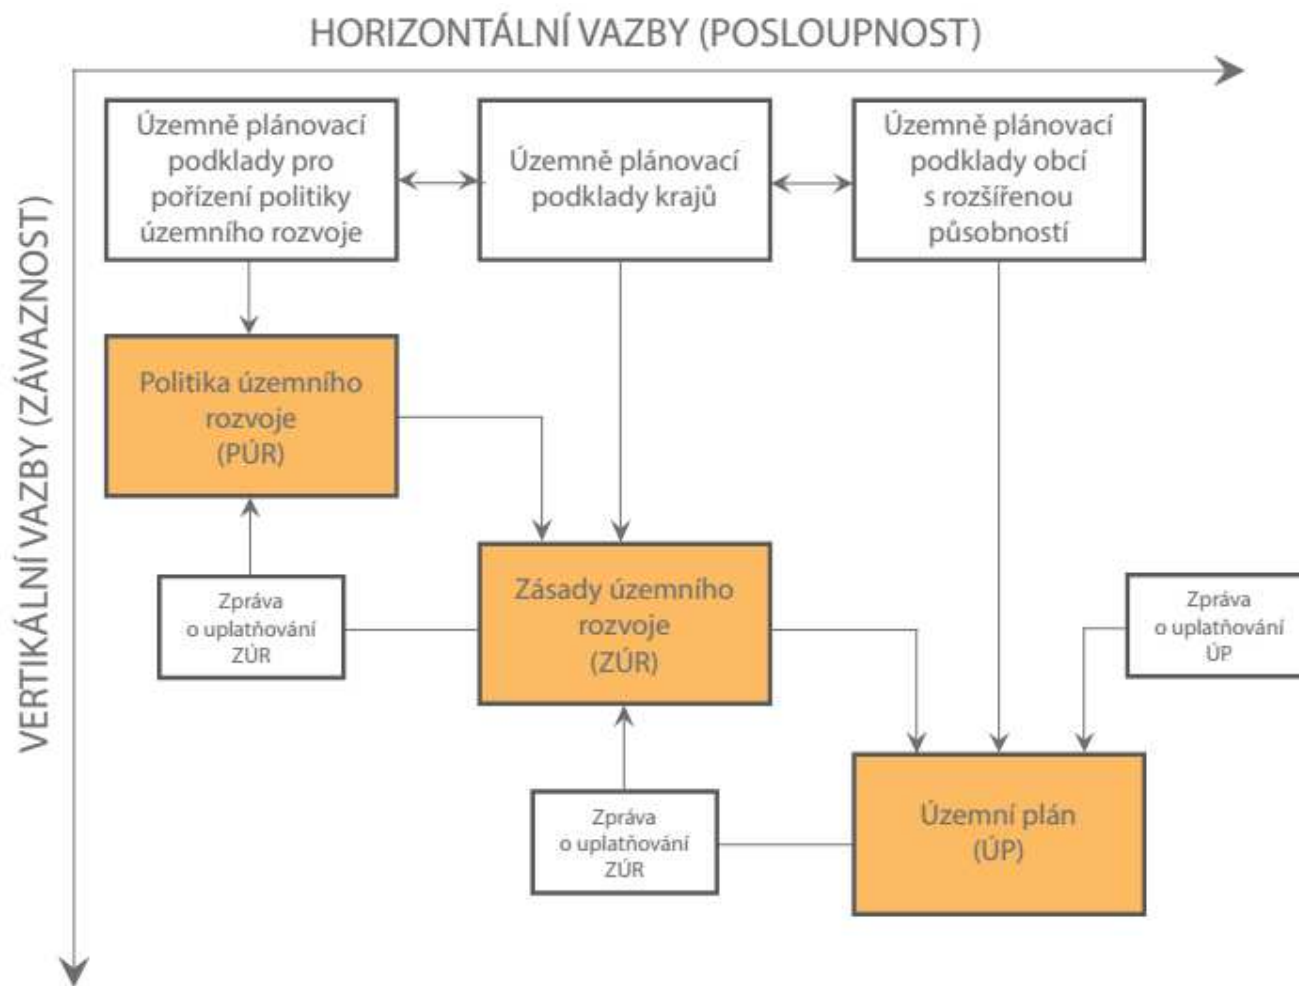 HORIZONTÁLNÍ VAZBY (POSLOUPNOST)
VERTIKÁLNÍ VAZBY (ZÁVAZNOST)
Územně plánovací
podklady pro
pořízení politiky
územního rozvoje
Územně plánovací
podklady krajů
Územně plánovací
podklady obcí
s rozšířenou
působností
Politika územního
rozvoje
(PÚR)
Zásady územního
rozvoje
(ZÚR)
Zpráva
o uplatňování
ZÚR
Zpráva
o uplatňování
ÚP
Zpráva
o uplatňování
ZÚR
Územní plán
(ÚP)